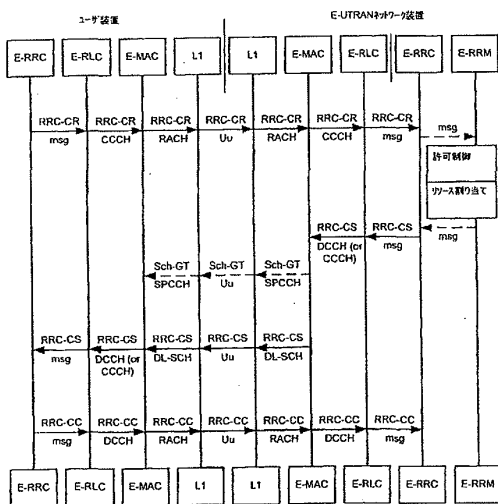 ユーザ装置
E-UTRANネットワーク装置
E-RRC
E-RLC
E-MAC
L1
L1
E-MAC
E-RLC
E-RRC
E-RRM
RRC-CR
RRC-CR
RRC-CR
RRC-CR
RRC-CR
RRC-CR
RRC-CR
msg
msg
CCCH
RACH
Uu
RACH
CCCH
msg
許可制御
リソース割り当て
RRC-CS
RRC-CS
msg
DCCH (or CCCH)
msg
Sch-GT
Sch-GT
Sch-GT
SPCCH
Uu
SPCCH
RRC-CS
RRC-CS
RRC-CS
RRC-CS
RRC-CS
msg
DCCH (or CCCH)
DL-SCH
Uu
DL-SCH
RRC-CC
RRC-CC
RRC-CC
RRC-CC
RRC-CC
RRC-CC
RRC-CC
msg
DCCH
RACH
Uu
RACH
DCCH
msg
E-RRC
E-RLC
E-MAC
L1
L1
E-MAC
E-RLC
E-RRC
E-RRM